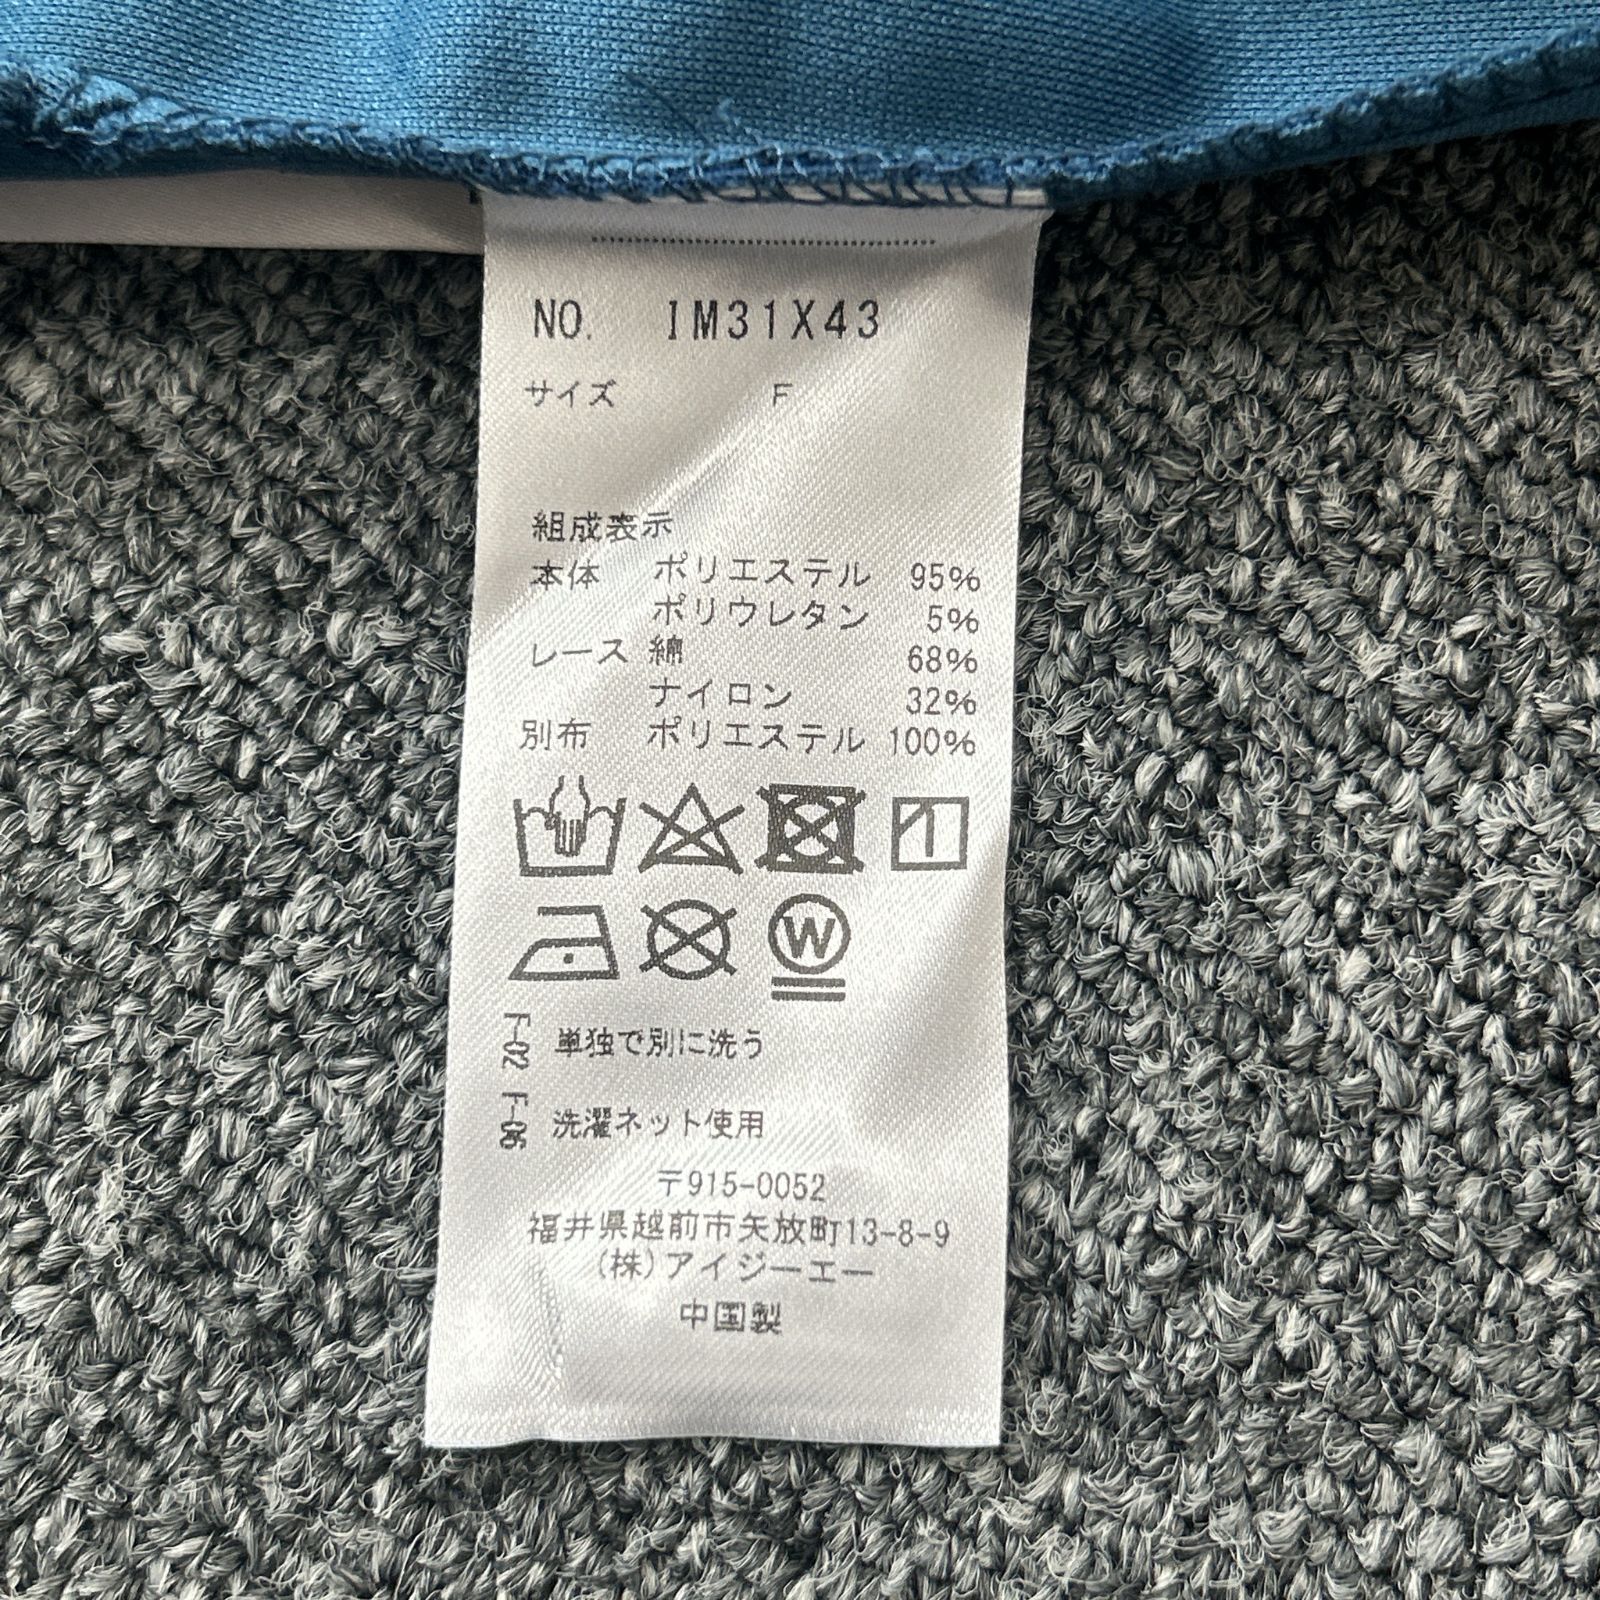 NO. IM31X43
サイズ F
組成表示
本体 ポリエステル 95%
ポリウレタン 5%
レース 綿 68%
ナイロン 32%
別布 ポリエステル 100%
W
F-02 単独で別に洗う
F-06 洗濯ネット使用
〒915-0052
福井県越前市矢放町13-8-9
(株)アイジーエー
中国製